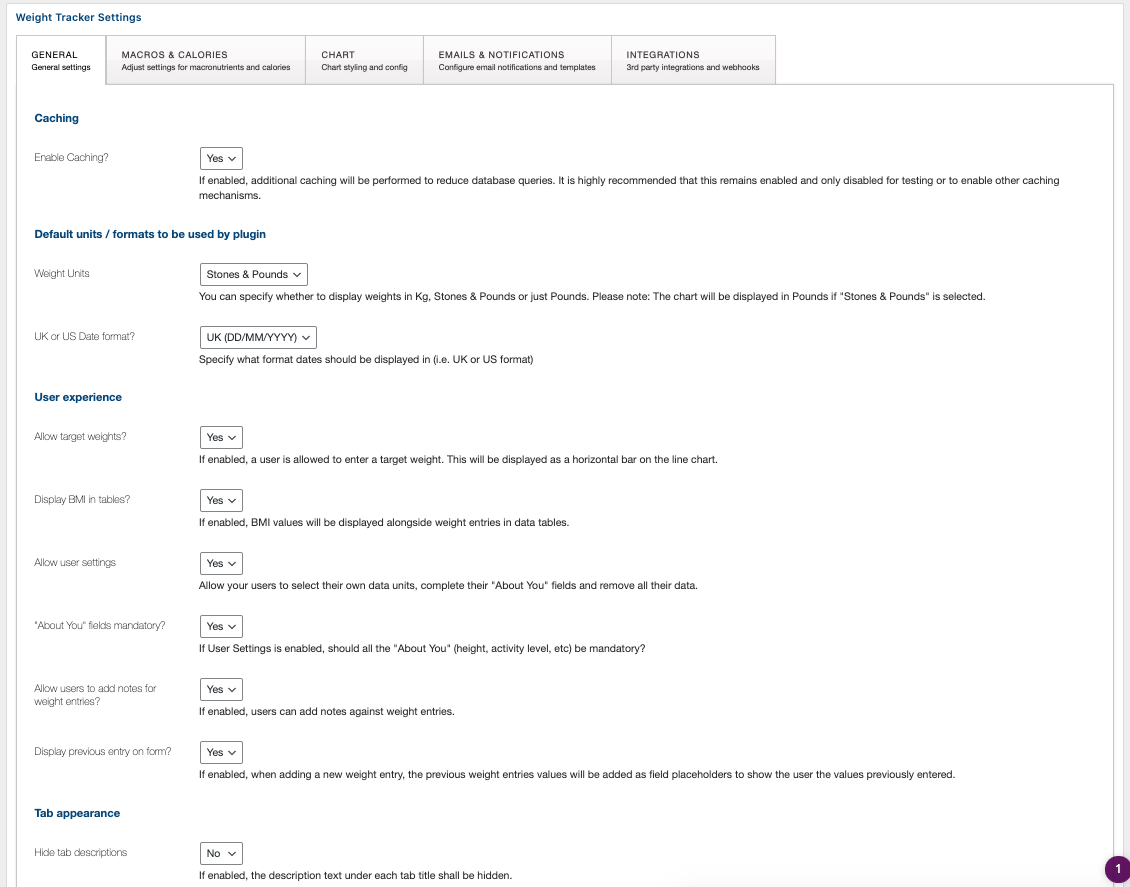 Weight Tracker Settings
GENERAL
General settings
MACROS & CALORIES
Adjust settings for macronutrients and calories
CHART
Chart styling and config
EMAILS & NOTIFICATIONS
Configure email notifications and templates
INTEGRATIONS
3rd party integrations and webhooks
Caching
Enable Caching?
Yes
If enabled, additional caching will be performed to reduce database queries. It is highly recommended that this remains enabled and only disabled for testing or to enable other caching
mechanisms.
Default units / formats to be used by plugin
Weight Units
Stones & Pounds
You can specify whether to display weights in Kg, Stones & Pounds or just Pounds. Please note: The chart will be displayed in Pounds if "Stones & Pounds" is selected.
UK or US Date format?
UK (DD/MM/YYYY)
Specify what format dates should be displayed in (i.e. UK or US format)
User experience
Allow target weights?
Yes
If enabled, a user is allowed to enter a target weight. This will be displayed as a horizontal bar on the line chart.
Display BMI in tables?
Yes
If enabled, BMI values will be displayed alongside weight entries in data tables.
Allow user settings
Yes
Allow your users to select their own data units, complete their "About You" fields and remove all their data.
"About You" fields mandatory?
Yes
If User Settings is enabled, should all the "About You" (height, activity level, etc) be mandatory?
Allow users to add notes for
weight entries?
Yes
If enabled, users can add notes against weight entries.
Display previous entry on form?
Yes
If enabled, when adding a new weight entry, the previous weight entries values will be added as field placeholders to show the user the values previously entered.
Tab appearance
Hide tab descriptions
No
If enabled, the description text under each tab title shall be hidden.
1